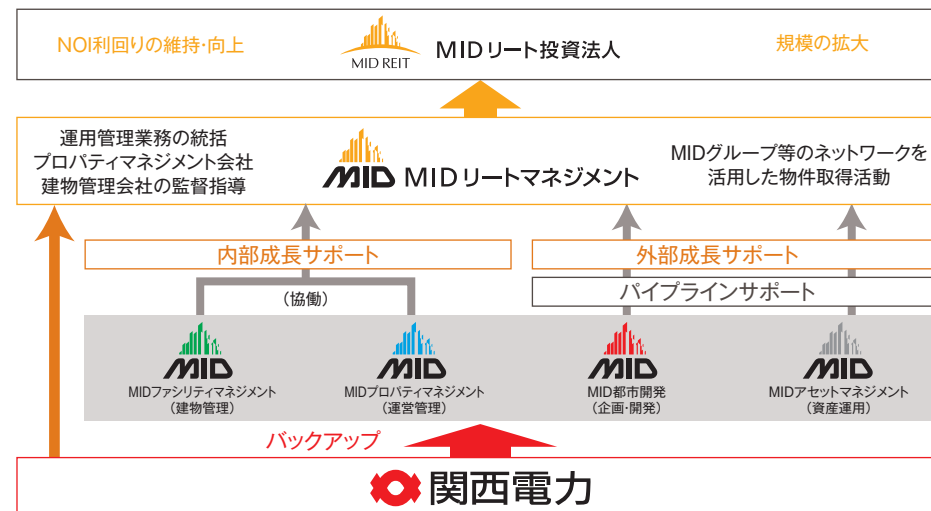 NOI利回りの維持・向上
MID REIT
MIDリート投資法人
規模の拡大
運用管理業務の統括
プロパティマネジメント会社
建物管理会社の監督指導
MID
MIDリートマネジメント
MIDグループ等のネットワークを
活用した物件取得活動
内部成長サポート
外部成長サポート
(協働)
パイプラインサポート
MID
MIDファシリティマネジメント
(建物管理)
MID
MIDプロパティマネジメント
(運営管理)
MID
MID都市開発
(企画・開発)
MID
MIDアセットマネジメント
(資産運用)
バックアップ
関西電力